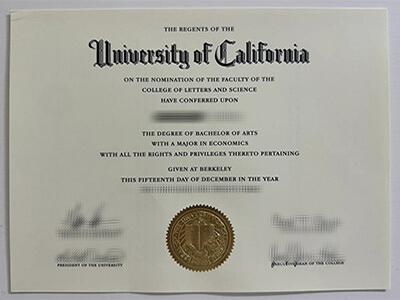 THE REGENTS OF THE
University of California
ON THE NOMINATION OF THE FACULTY OF THE
COLLEGE OF LETTERS AND SCIENCE
HAVE CONFERRED UPON
THE DEGREE OF BACHELOR OF ARTS
WITH A MAJOR IN ECONOMICS
WITH ALL THE RIGHTS AND PRIVILEGES THERETO PERTAINING
GIVEN AT BERKELEY
THIS FIFTEENTH DAY OF DECEMBER IN THE YEAR
PRESIDENT OF THE UNIVERSITY
OF THE COLLEGE